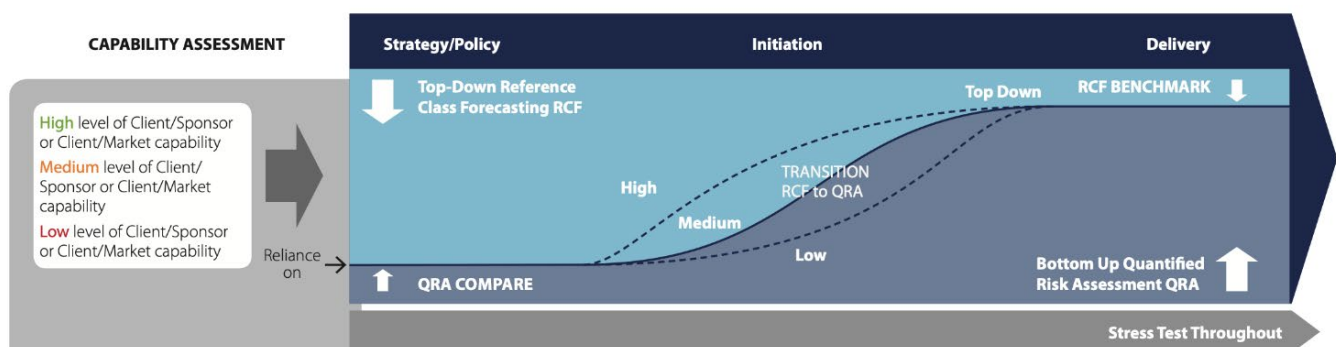 CAPABILITY ASSESSMENT
Strategy/Policy
Initiation
Delivery
High level of Client/Sponsor
or Client/Market capability
Medium level of Client/
Sponsor or Client/Market
capability
Low level of Client/Sponsor
or Client/Market capability
Reliance
on
Top-Down Reference
Class Forecasting RCF
Top Down
RCF BENCHMARK
High
TRANSITION
RCF to QRA
Medium
Low
QRA COMPARE
Bottom Up Quantified
Risk Assessment QRA
Stress Test Throughout